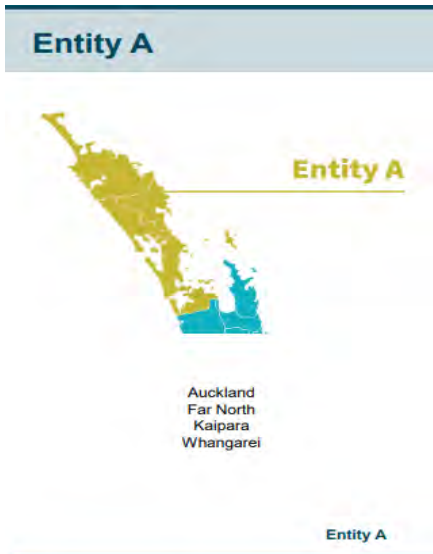 Entity A
Entity A
Auckland
Far North
Kaipara
Whangarei
Entity A